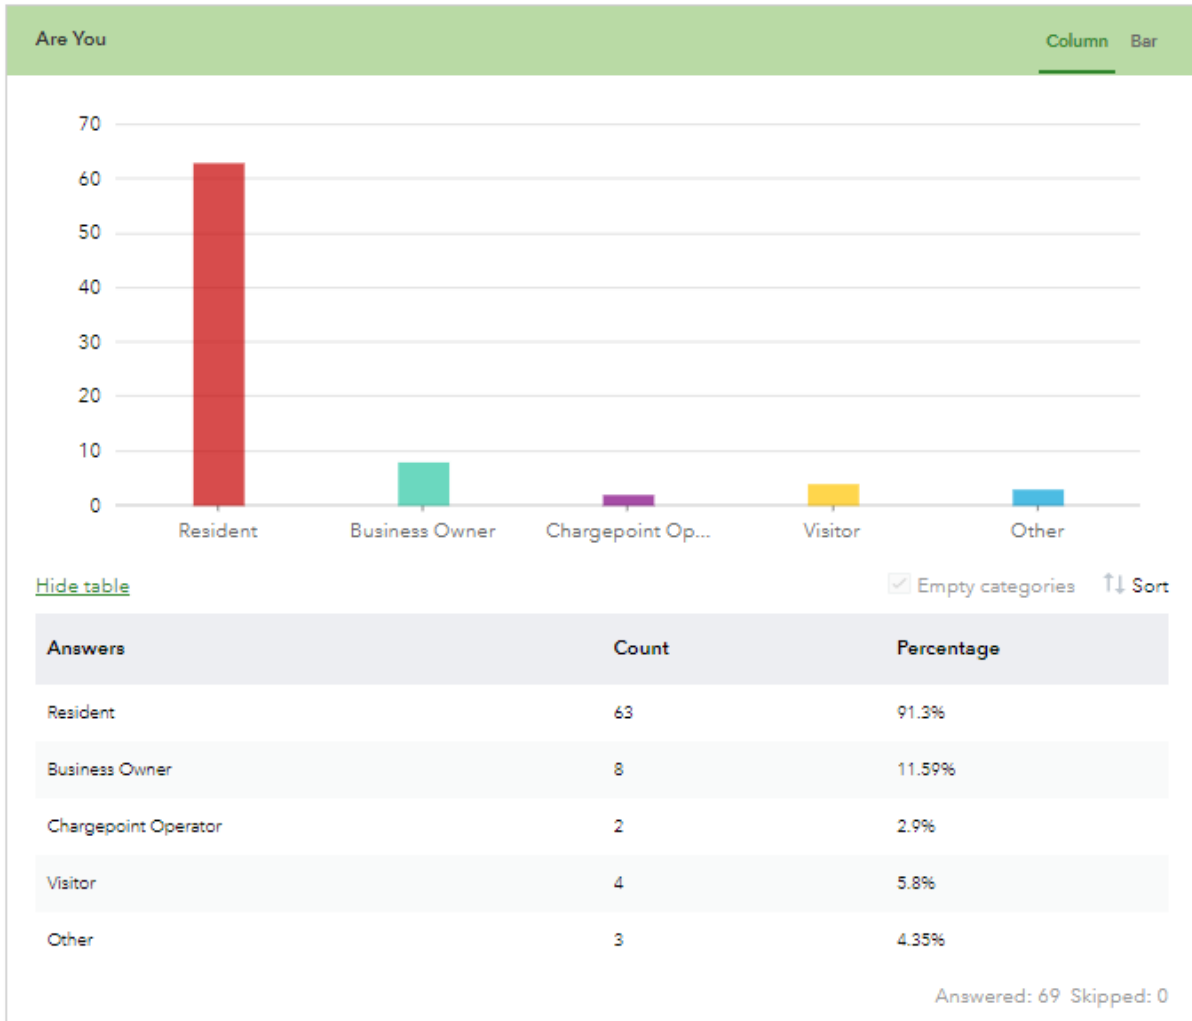 Are You
Column Bar
70
60
50
40
30
20
10
0
Resident Business Owner Chargepoint Op... Visitor Other
Hide table
Empty categories Sort
Answers Count Percentage
Resident 63 91.3%
Business Owner 8 11.59%
Chargepoint Operator 2 2.9%
Visitor 4 5.8%
Other 3 4.35%
Answered: 69 Skipped: 0